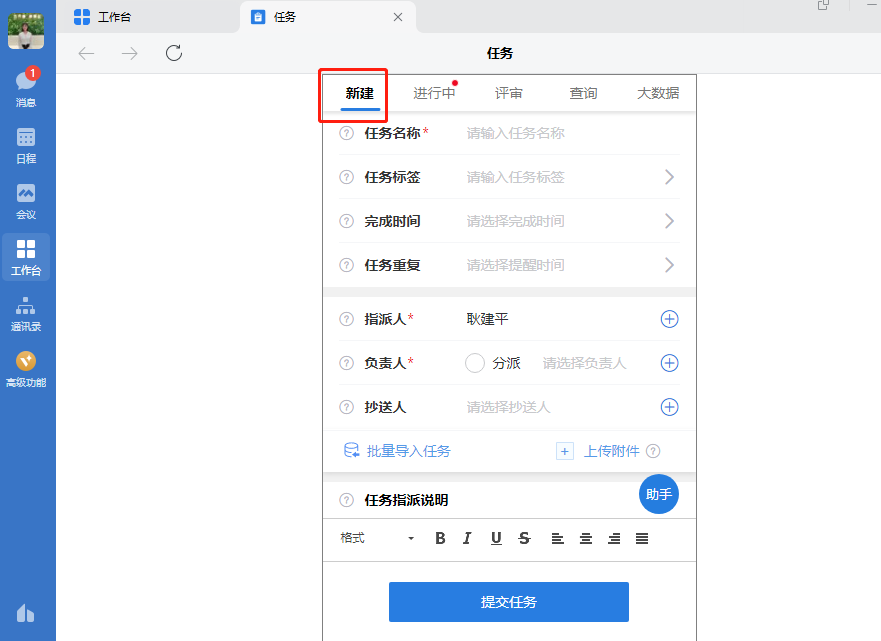 工作台
任务
任务
1
消息
日程
会议
工作台
通讯录
高级功能
新建 进行中 评审 查询 大数据
? 任务名称* 请输入任务名称
? 任务标签 请输入任务标签
? 完成时间 请选择完成时间
? 任务重复 请选择提醒时间
? 指派人* 耿建平
? 负责人* 分派 请选择负责人
? 抄送人 请选择抄送人
批量导入任务 + 上传附件 ?
? 任务指派说明 助手
格式 B I U S
提交任务